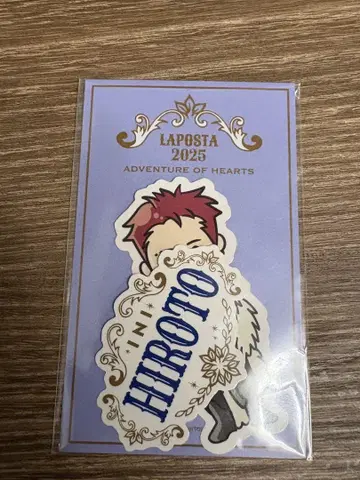 LAPOSTA
2025
ADVENTURE OF HEARTS
INI
HIROTO